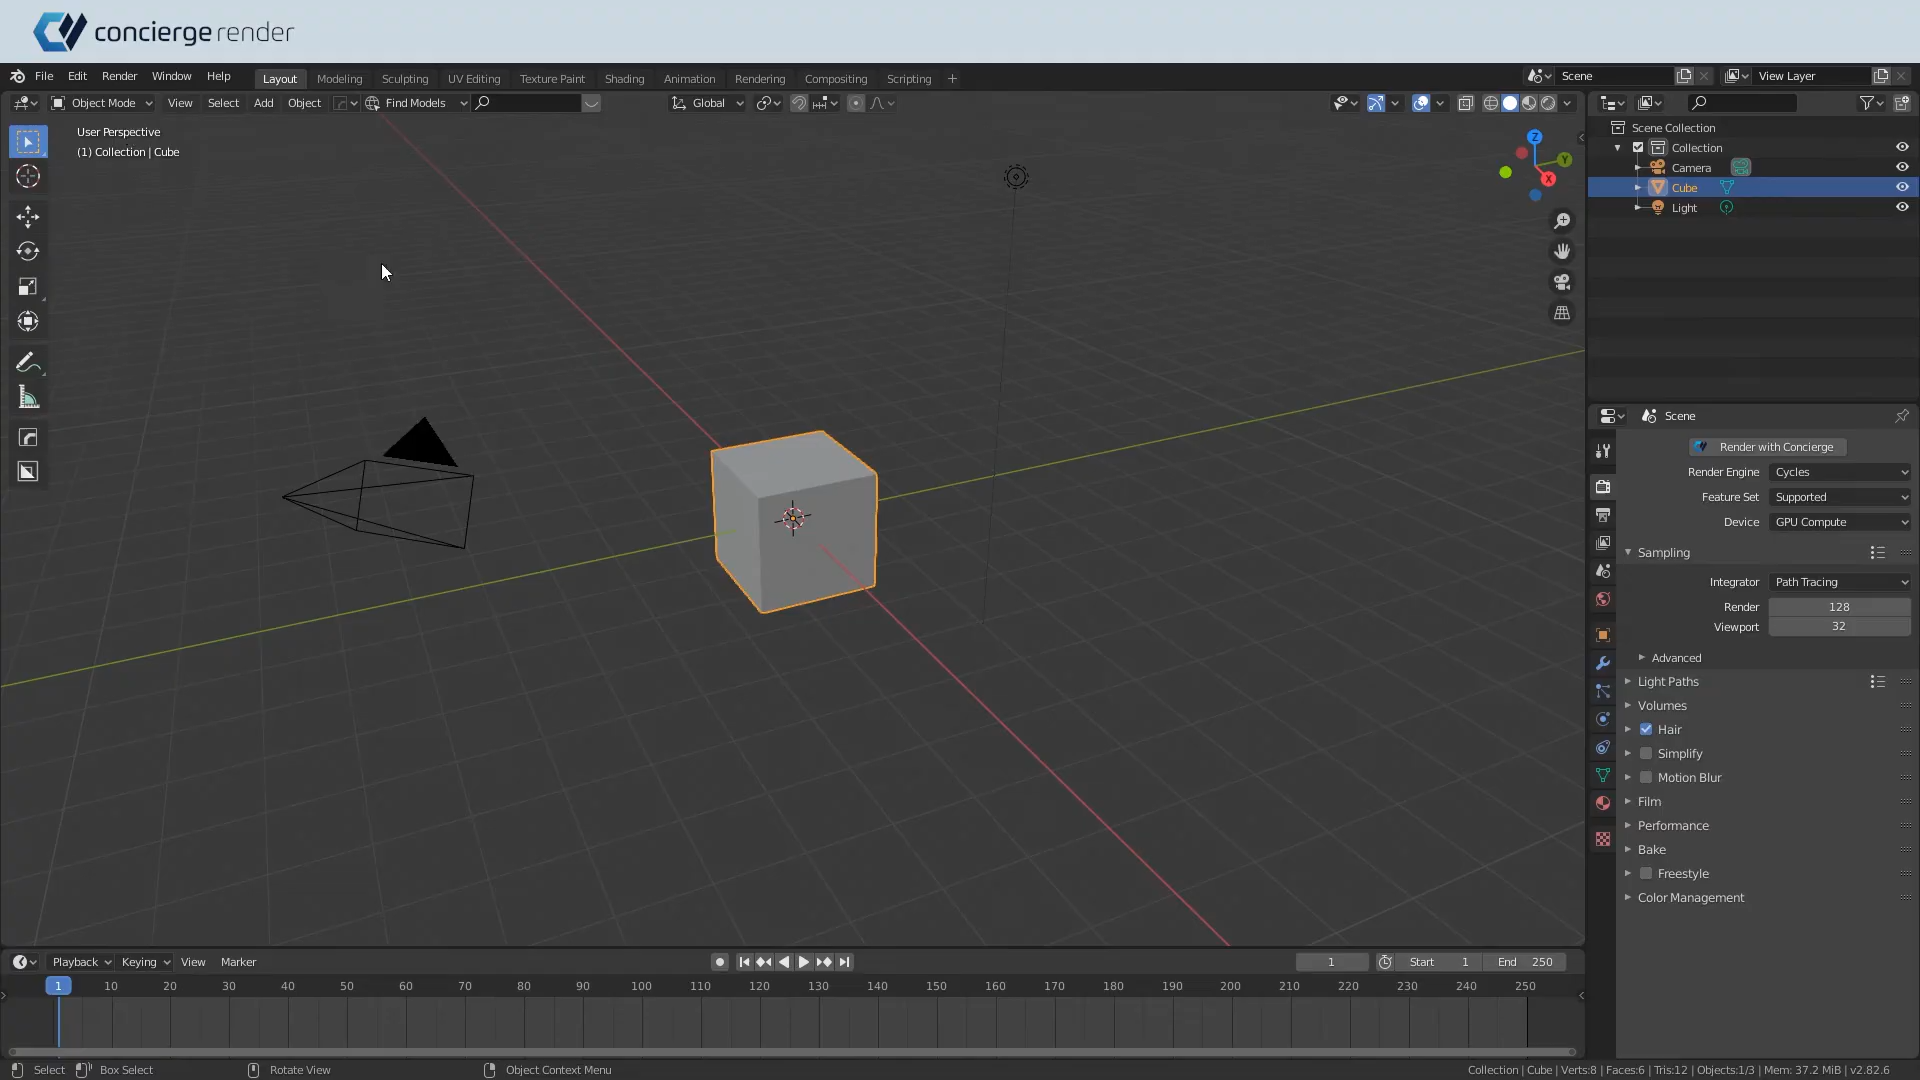 concierge render
File Edit Render Window Help Layout Modeling Sculpting UV Editing Texture Paint Shading Animation Rendering Compositing Scripting + Scene View Layer
Object Mode View Select Add Object Find Models Global
User Perspective
(1) Collection | Cube
Z
Y
X
Scene Collection
Collection
Camera
Cube
Light
Scene
Render with Concierge
Render Engine Cycles
Feature Set Supported
Device GPU Compute
Sampling
Integrator Path Tracing
Render 128
Viewport 32
Advanced
Light Paths
Volumes
Hair
Simplify
Motion Blur
Film
Performance
Bake
Freestyle
Color Management
Playback Keying View Marker 1 Start 1 End 250
1 10 20 30 40 50 60 70 80 90 100 110 120 130 140 150 160 170 180 190 200 210 220 230 240 250
Select Box Select Rotate View Object Context Menu Collection | Cube | Verts:8 | Faces:6 | Tris:12 | Objects:1/3 | Mem: 37.2 MiB | v2.82.6